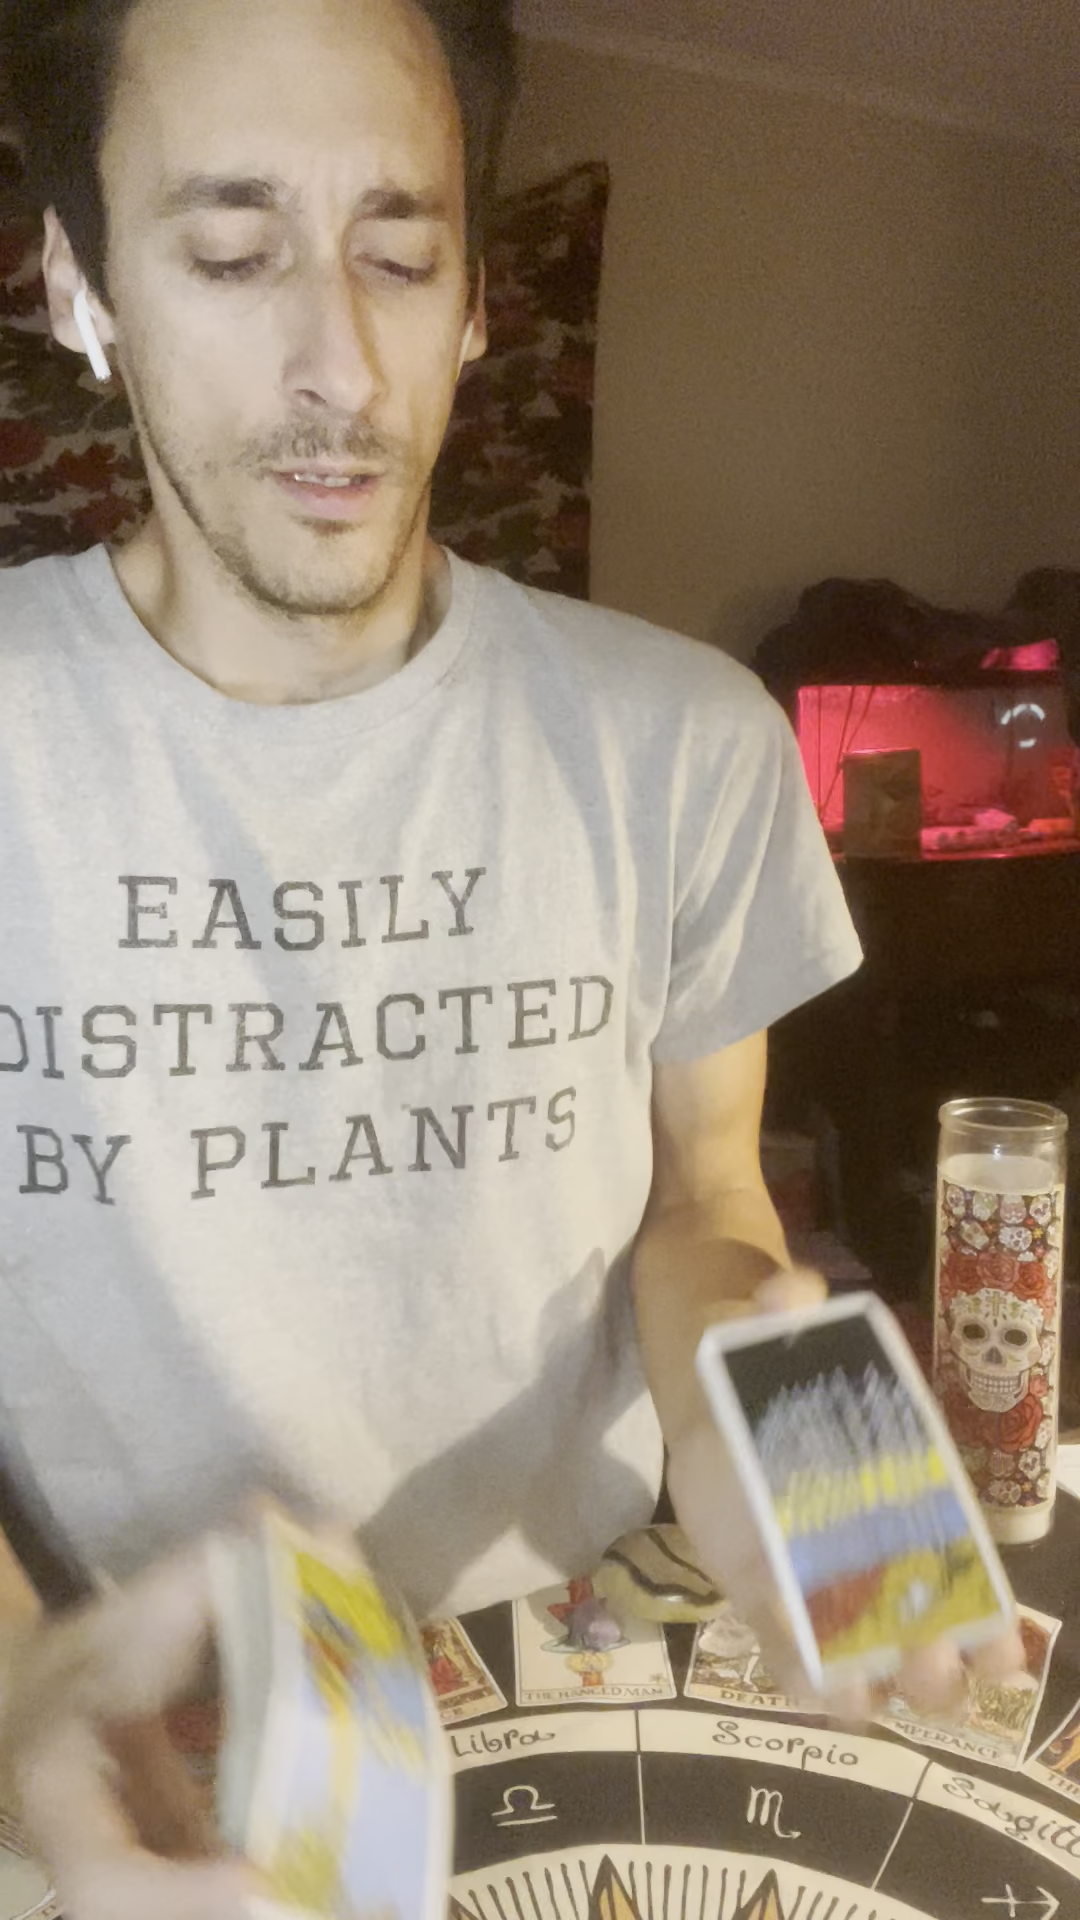 EASILY
DISTRACTED
BY PLANTS
THE HANGED MAN
DEATH
Libra
Scorpio